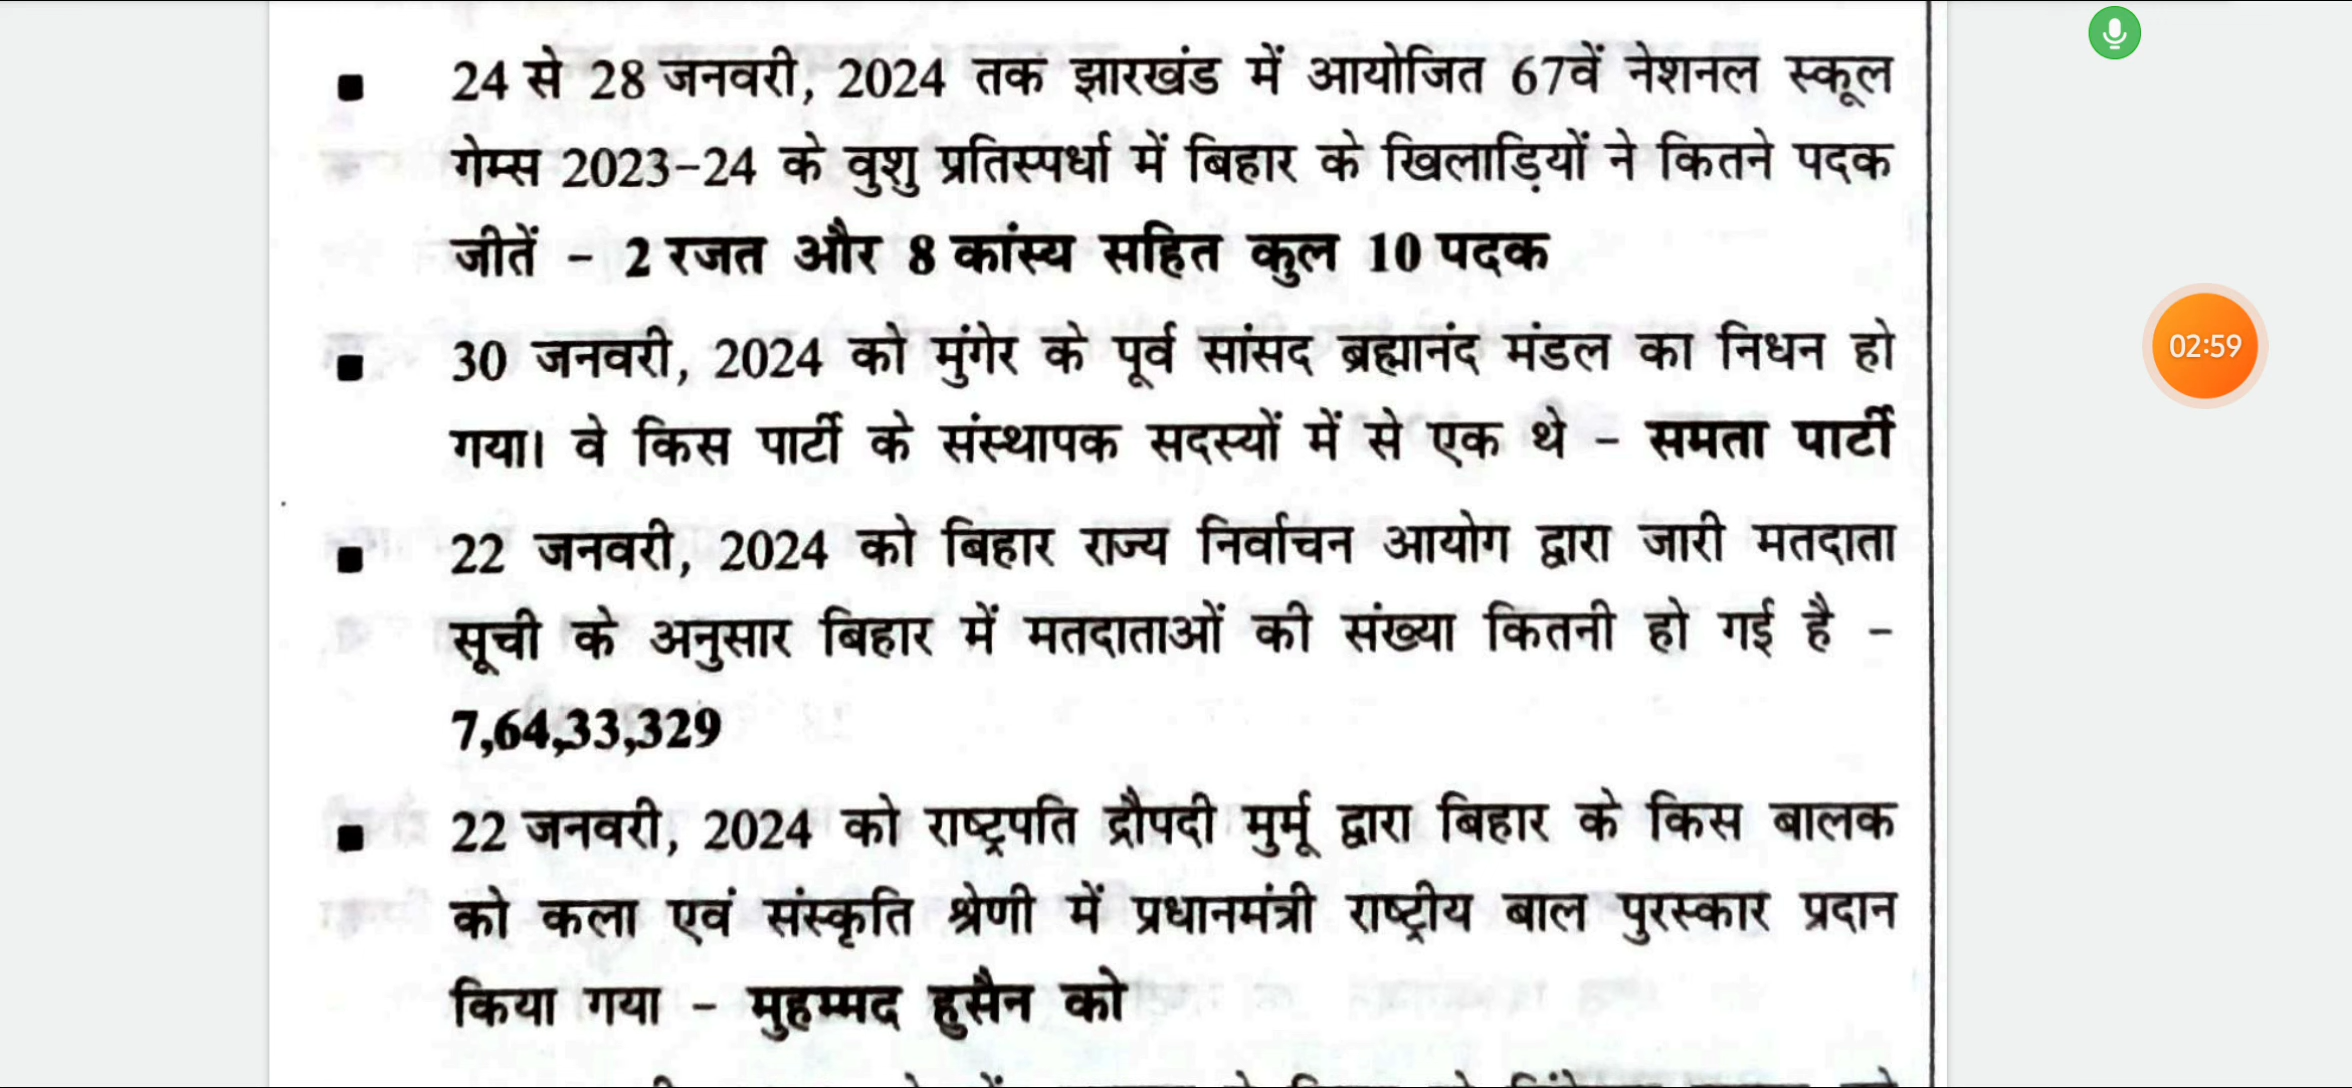 ■ 24 से 28 जनवरी, 2024 तक झारखंड में आयोजित 67वें नेशनल स्कूल
गेम्स 2023-24 के वुशु प्रतिस्पर्धा में बिहार के खिलाड़ियों ने कितने पदक
जीतें - 2 रजत और 8 कांस्य सहित कुल 10 पदक
■ 30 जनवरी, 2024 को मुंगेर के पूर्व सांसद ब्रह्मानंद मंडल का निधन हो
गया। वे किस पार्टी के संस्थापक सदस्यों में से एक थे - समता पार्टी
■ 22 जनवरी, 2024 को बिहार राज्य निर्वाचन आयोग द्वारा जारी मतदाता
सूची के अनुसार बिहार में मतदाताओं की संख्या कितनी हो गई है -
7,64,33,329
■ 22 जनवरी, 2024 को राष्ट्रपति द्रौपदी मुर्मू द्वारा बिहार के किस बालक
को कला एवं संस्कृति श्रेणी में प्रधानमंत्री राष्ट्रीय बाल पुरस्कार प्रदान
किया गया - मुहम्मद हुसैन को
02:59